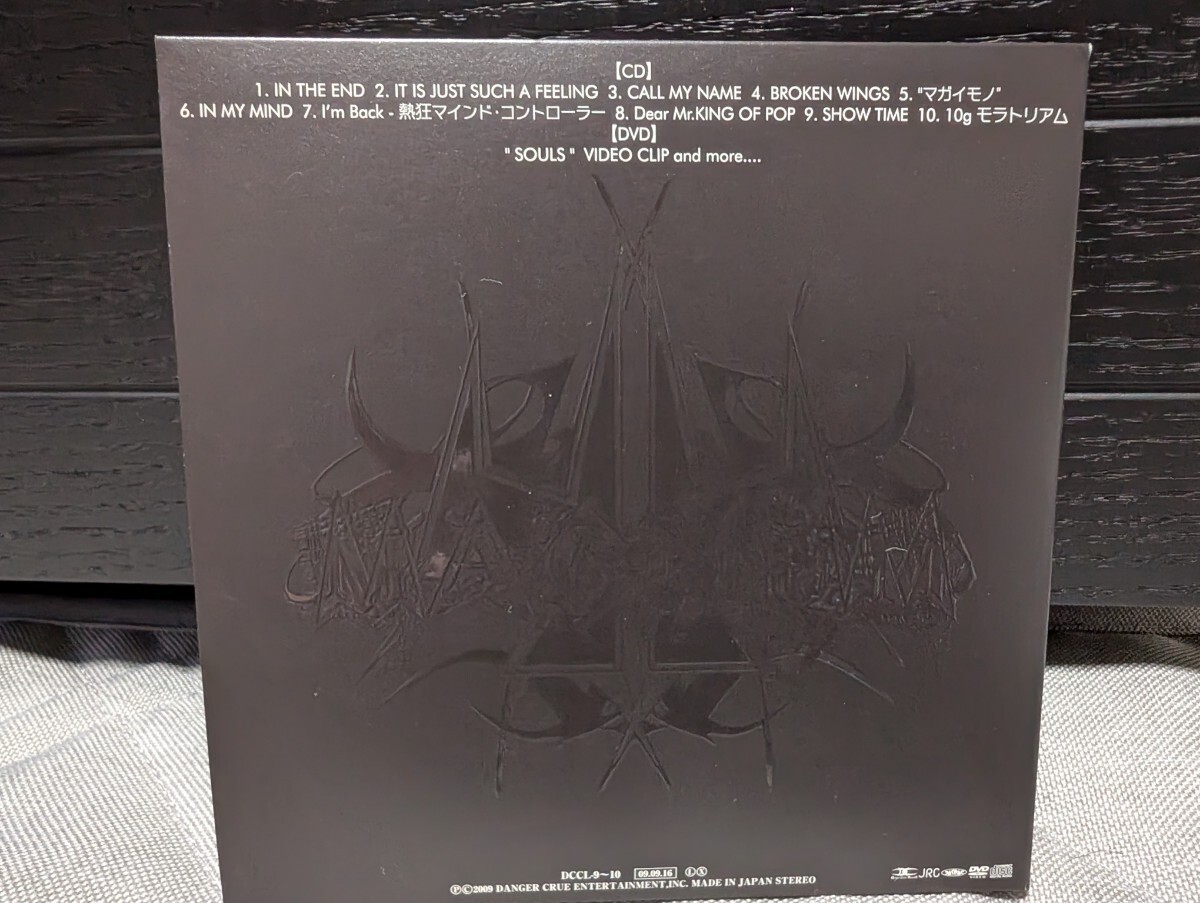 【CD】
1. IN THE END 2. IT IS JUST SUCH A FEELING 3. CALL MY NAME 4. BROKEN WINGS 5. "マガイモノ"
6. IN MY MIND 7. I'm Back - 熱狂マインド・コントローラー 8. Dear Mr.KING OF POP 9. SHOW TIME 10. 10g モラトリアム
【DVD】
" SOULS " VIDEO CLIP and more....
DCCL-9〜10 09.09.16 Ⓛ Ⓧ
Ⓟ©2009 DANGER CRUE ENTERTAINMENT,INC. MADE IN JAPAN STEREO
JRC DVD VIDEO